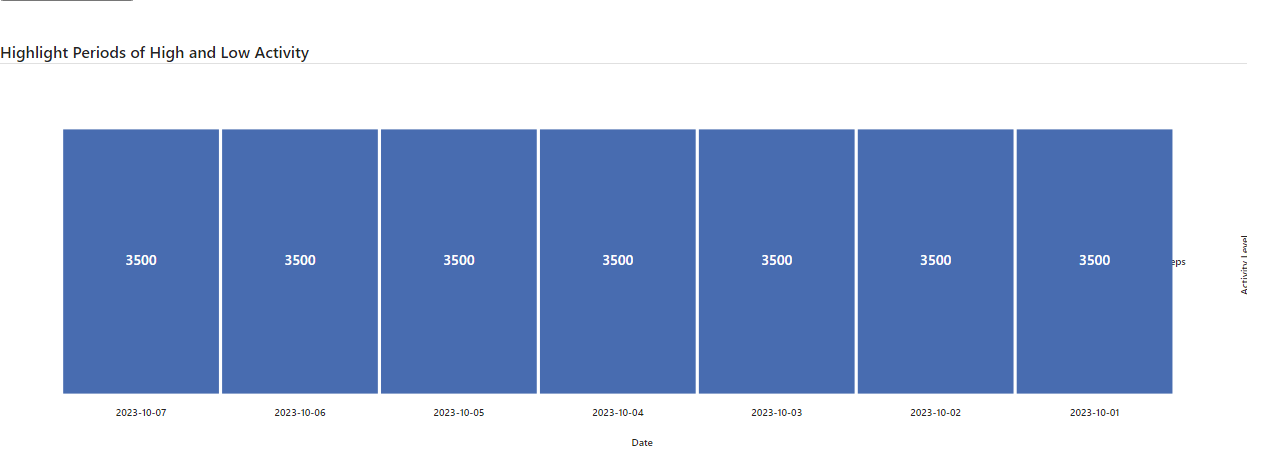 Highlight Periods of High and Low Activity
3500 3500 3500 3500 3500 3500 3500
eps
Activity Level
2023-10-07 2023-10-06 2023-10-05 2023-10-04 2023-10-03 2023-10-02 2023-10-01
Date